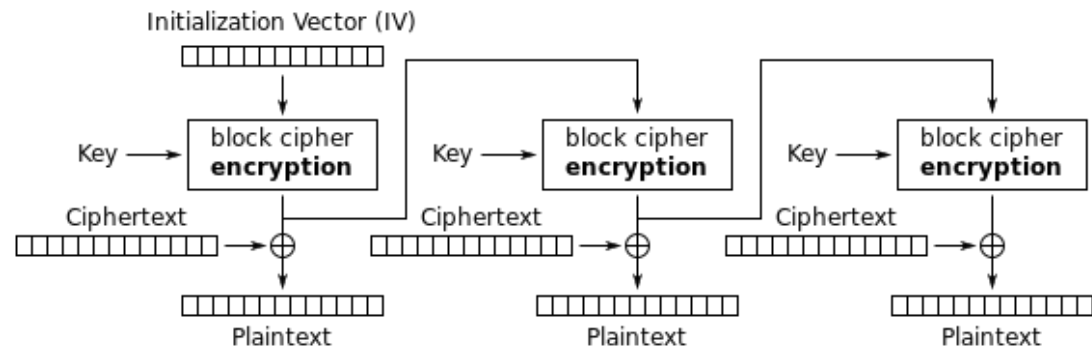 Initialization Vector (IV)
Key
block cipher
encryption
Key
block cipher
encryption
Key
block cipher
encryption
Ciphertext
Ciphertext
Ciphertext
Plaintext
Plaintext
Plaintext